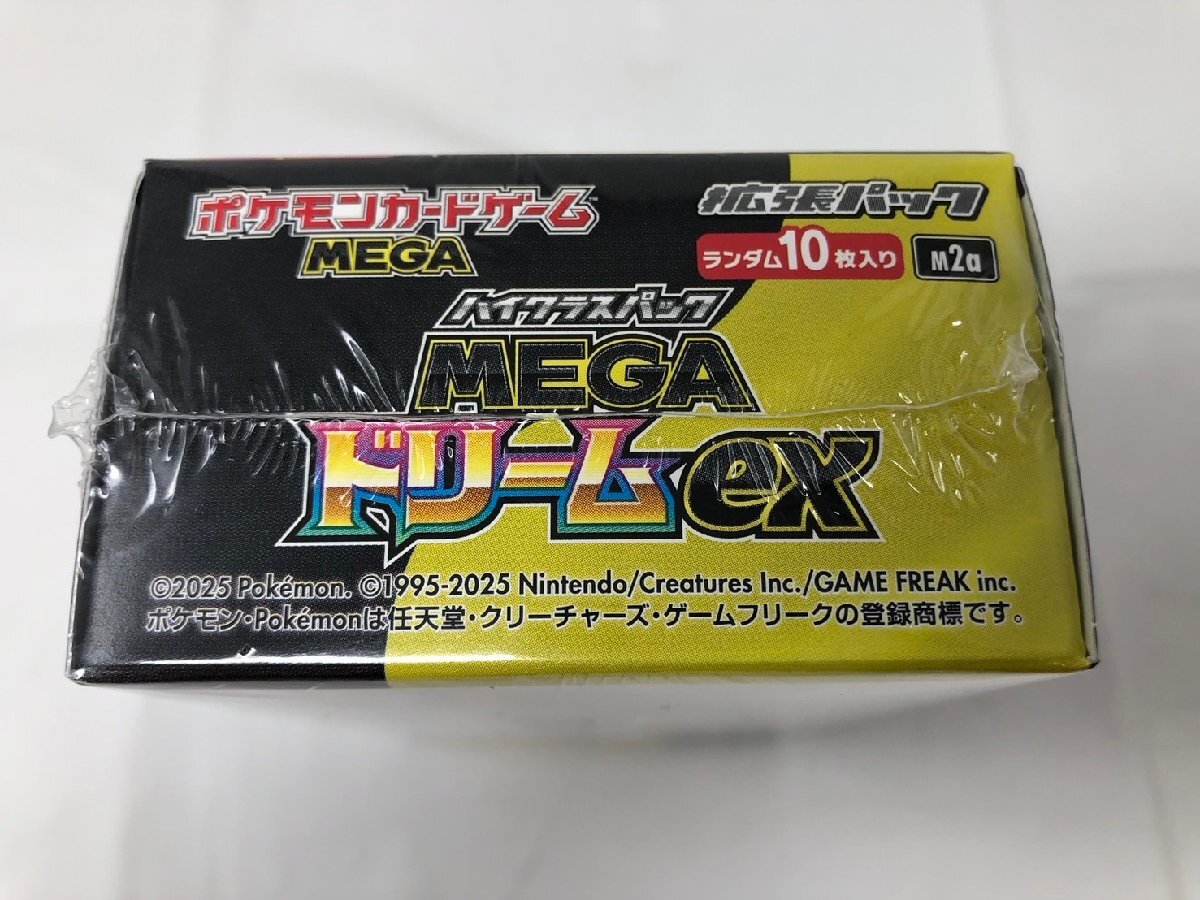 ポケモンカードゲーム
MEGA
拡張パック
ランダム10枚入り M2a
ハイクラスパック
MEGA
ドリームex
©2025 Pokémon. ©1995-2025 Nintendo/Creatures Inc./GAME FREAK inc.
ポケモン・Pokémonは任天堂・クリーチャーズ・ゲームフリークの登録商標です。